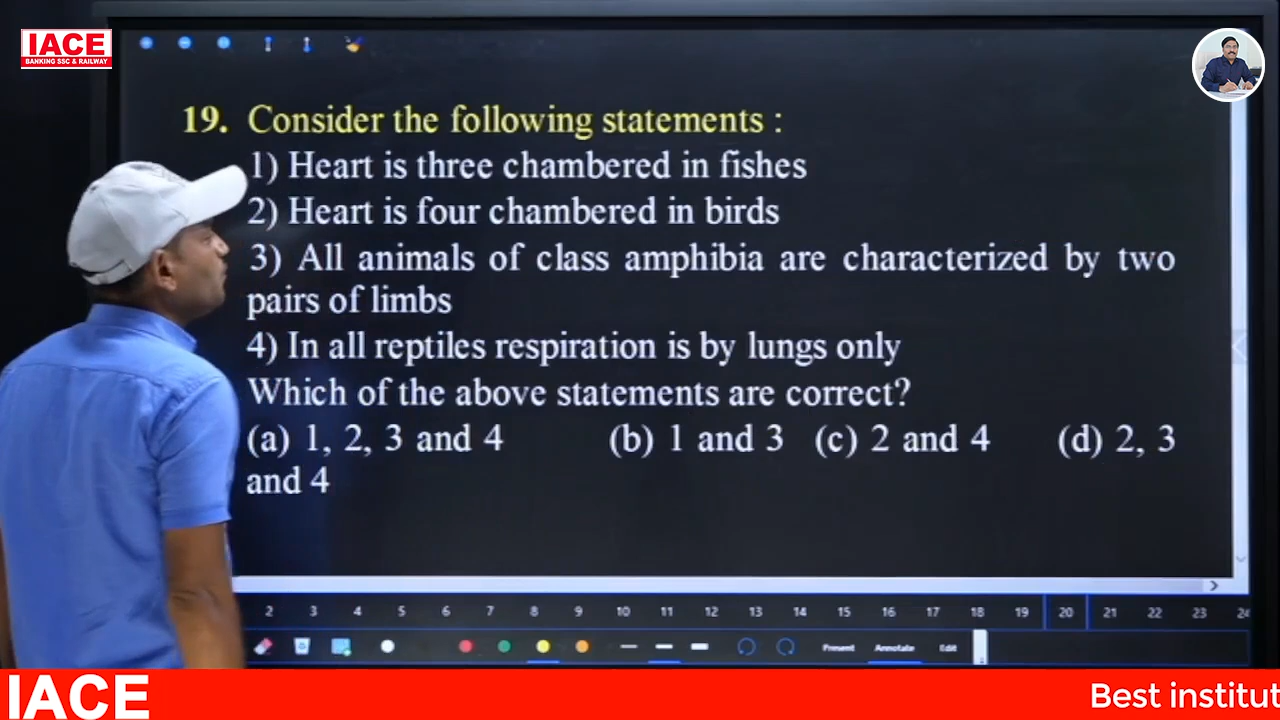 IACE
BANKING SSC & RAILWAY
19. Consider the following statements :
1) Heart is three chambered in fishes
2) Heart is four chambered in birds
3) All animals of class amphibia are characterized by two
pairs of limbs
4) In all reptiles respiration is by lungs only
Which of the above statements are correct?
(a) 1, 2, 3 and 4 (b) 1 and 3 (c) 2 and 4 (d) 2, 3
and 4
2 3 4 5 6 7 8 9 10 11 12 13 14 15 16 17 18 19 20 21 22 23 24
Present Annotate Edit
IACE
Best institut